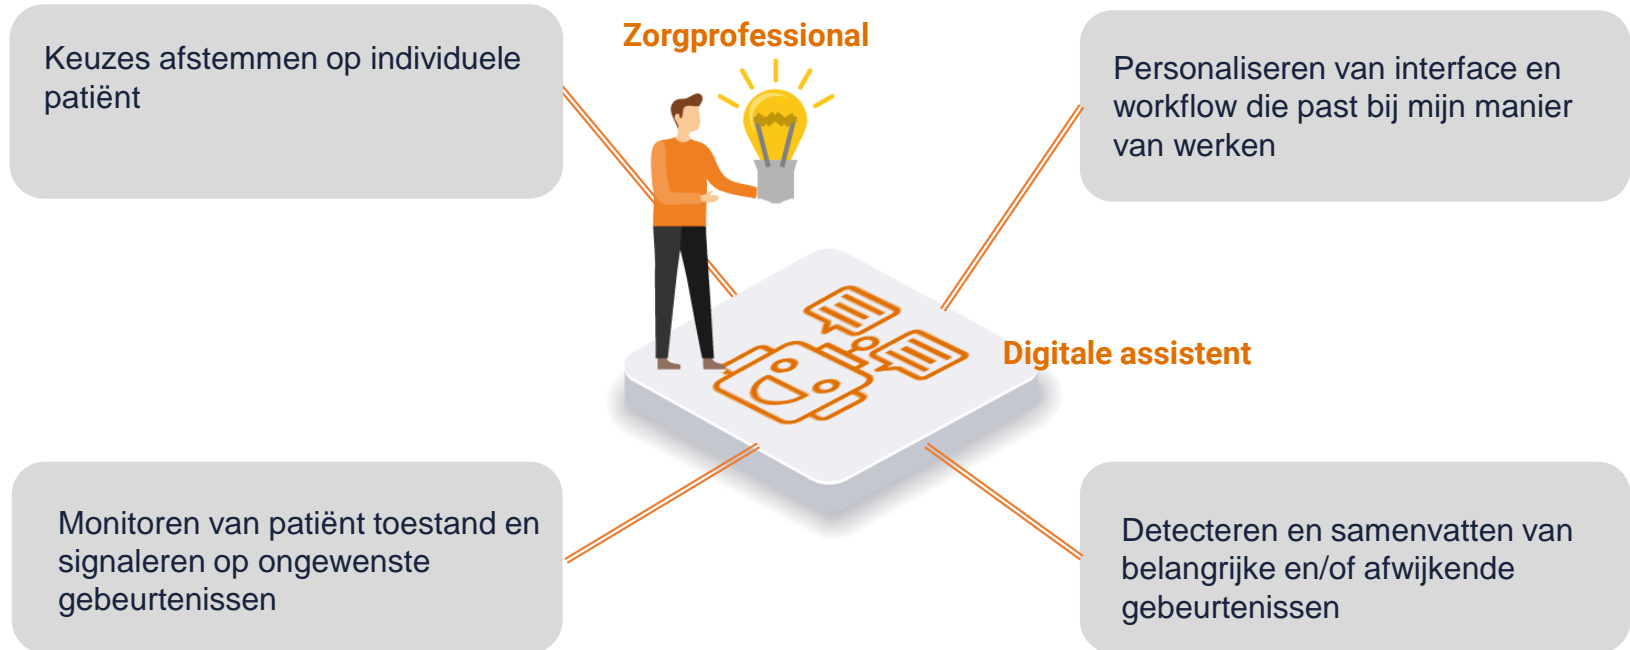 Keuzes afstemmen op individuele
patiënt
Zorgprofessional
Personaliseren van interface en
workflow die past bij mijn manier
van werken
Digitale assistent
Monitoren van patiënt toestand en
signaleren op ongewenste
gebeurtenissen
Detecteren en samenvatten van
belangrijke en/of afwijkende
gebeurtenissen